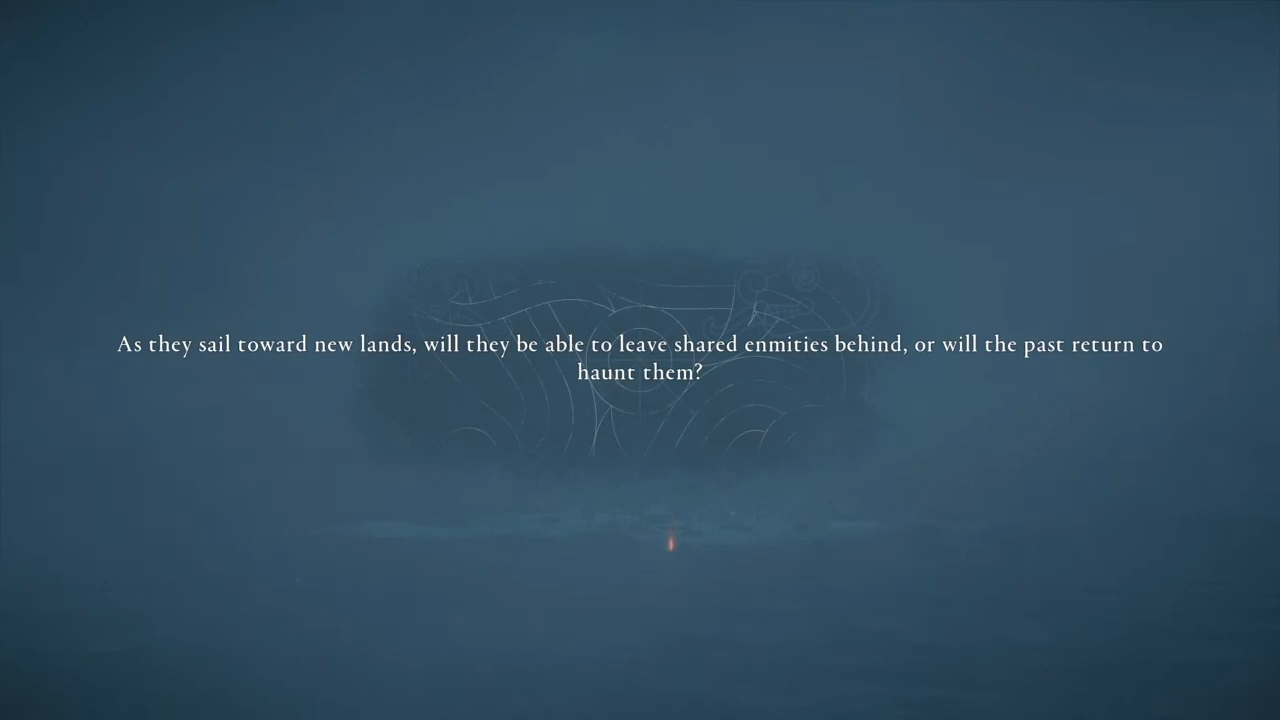 As they sail toward new lands, will they be able to leave shared enmities behind, or will the past return to
haunt them?